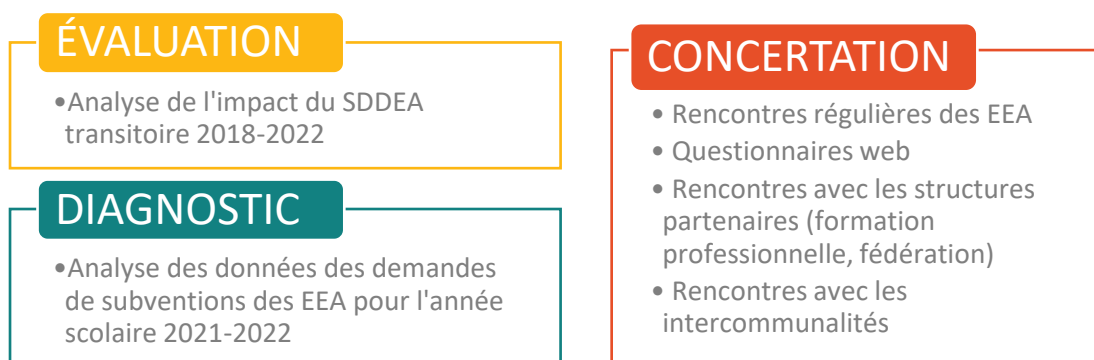 ÉVALUATION
•Analyse de l'impact du SDDEA
transitoire 2018-2022
DIAGNOSTIC
•Analyse des données des demandes
de subventions des EEA pour l'année
scolaire 2021-2022
CONCERTATION
• Rencontres régulières des EEA
• Questionnaires web
• Rencontres avec les structures
partenaires (formation
professionnelle, fédération)
• Rencontres avec les
intercommunalités